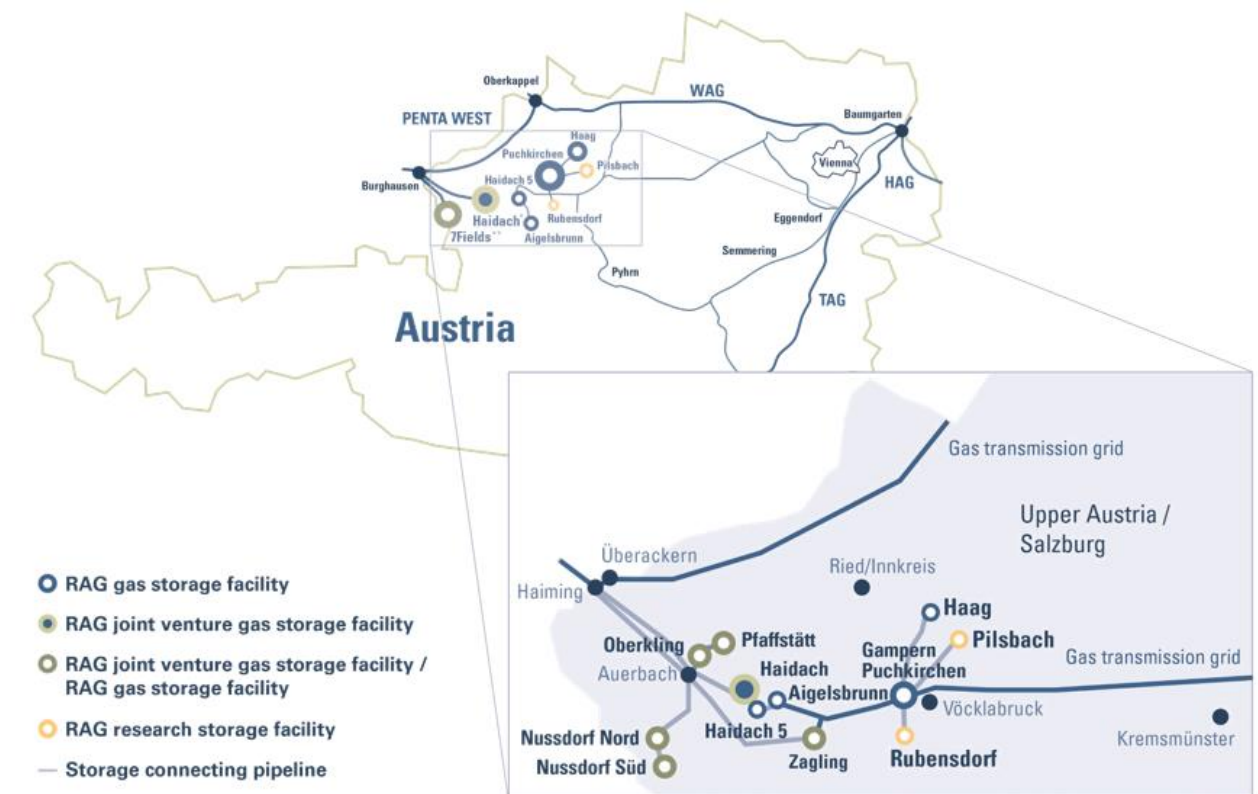 Oberkappel
WAG
Baumgarten
PENTA WEST
Haag
Puchkirchen
Pilsbach
Vienna
Burghausen
Haidach 5
HAG
Haidach*
Rubensdorf
Eggendorf
7Fields**
Aigelsbrunn
Semmering
Pyhrn
TAG
Austria
Gas transmission grid
Upper Austria /
Salzburg
Überackern
Ried/Innkreis
Haiming
Haag
Oberkling
Pfaffstätt
Pilsbach
Gampern
Puchkirchen
Auerbach
Haidach
Gas transmission grid
Aigelsbrunn
Vöcklabruck
Haidach 5
Kremsmünster
Nussdorf Nord
Zagling
Rubensdorf
Nussdorf Süd
RAG gas storage facility
RAG joint venture gas storage facility
RAG joint venture gas storage facility /
RAG gas storage facility
RAG research storage facility
Storage connecting pipeline